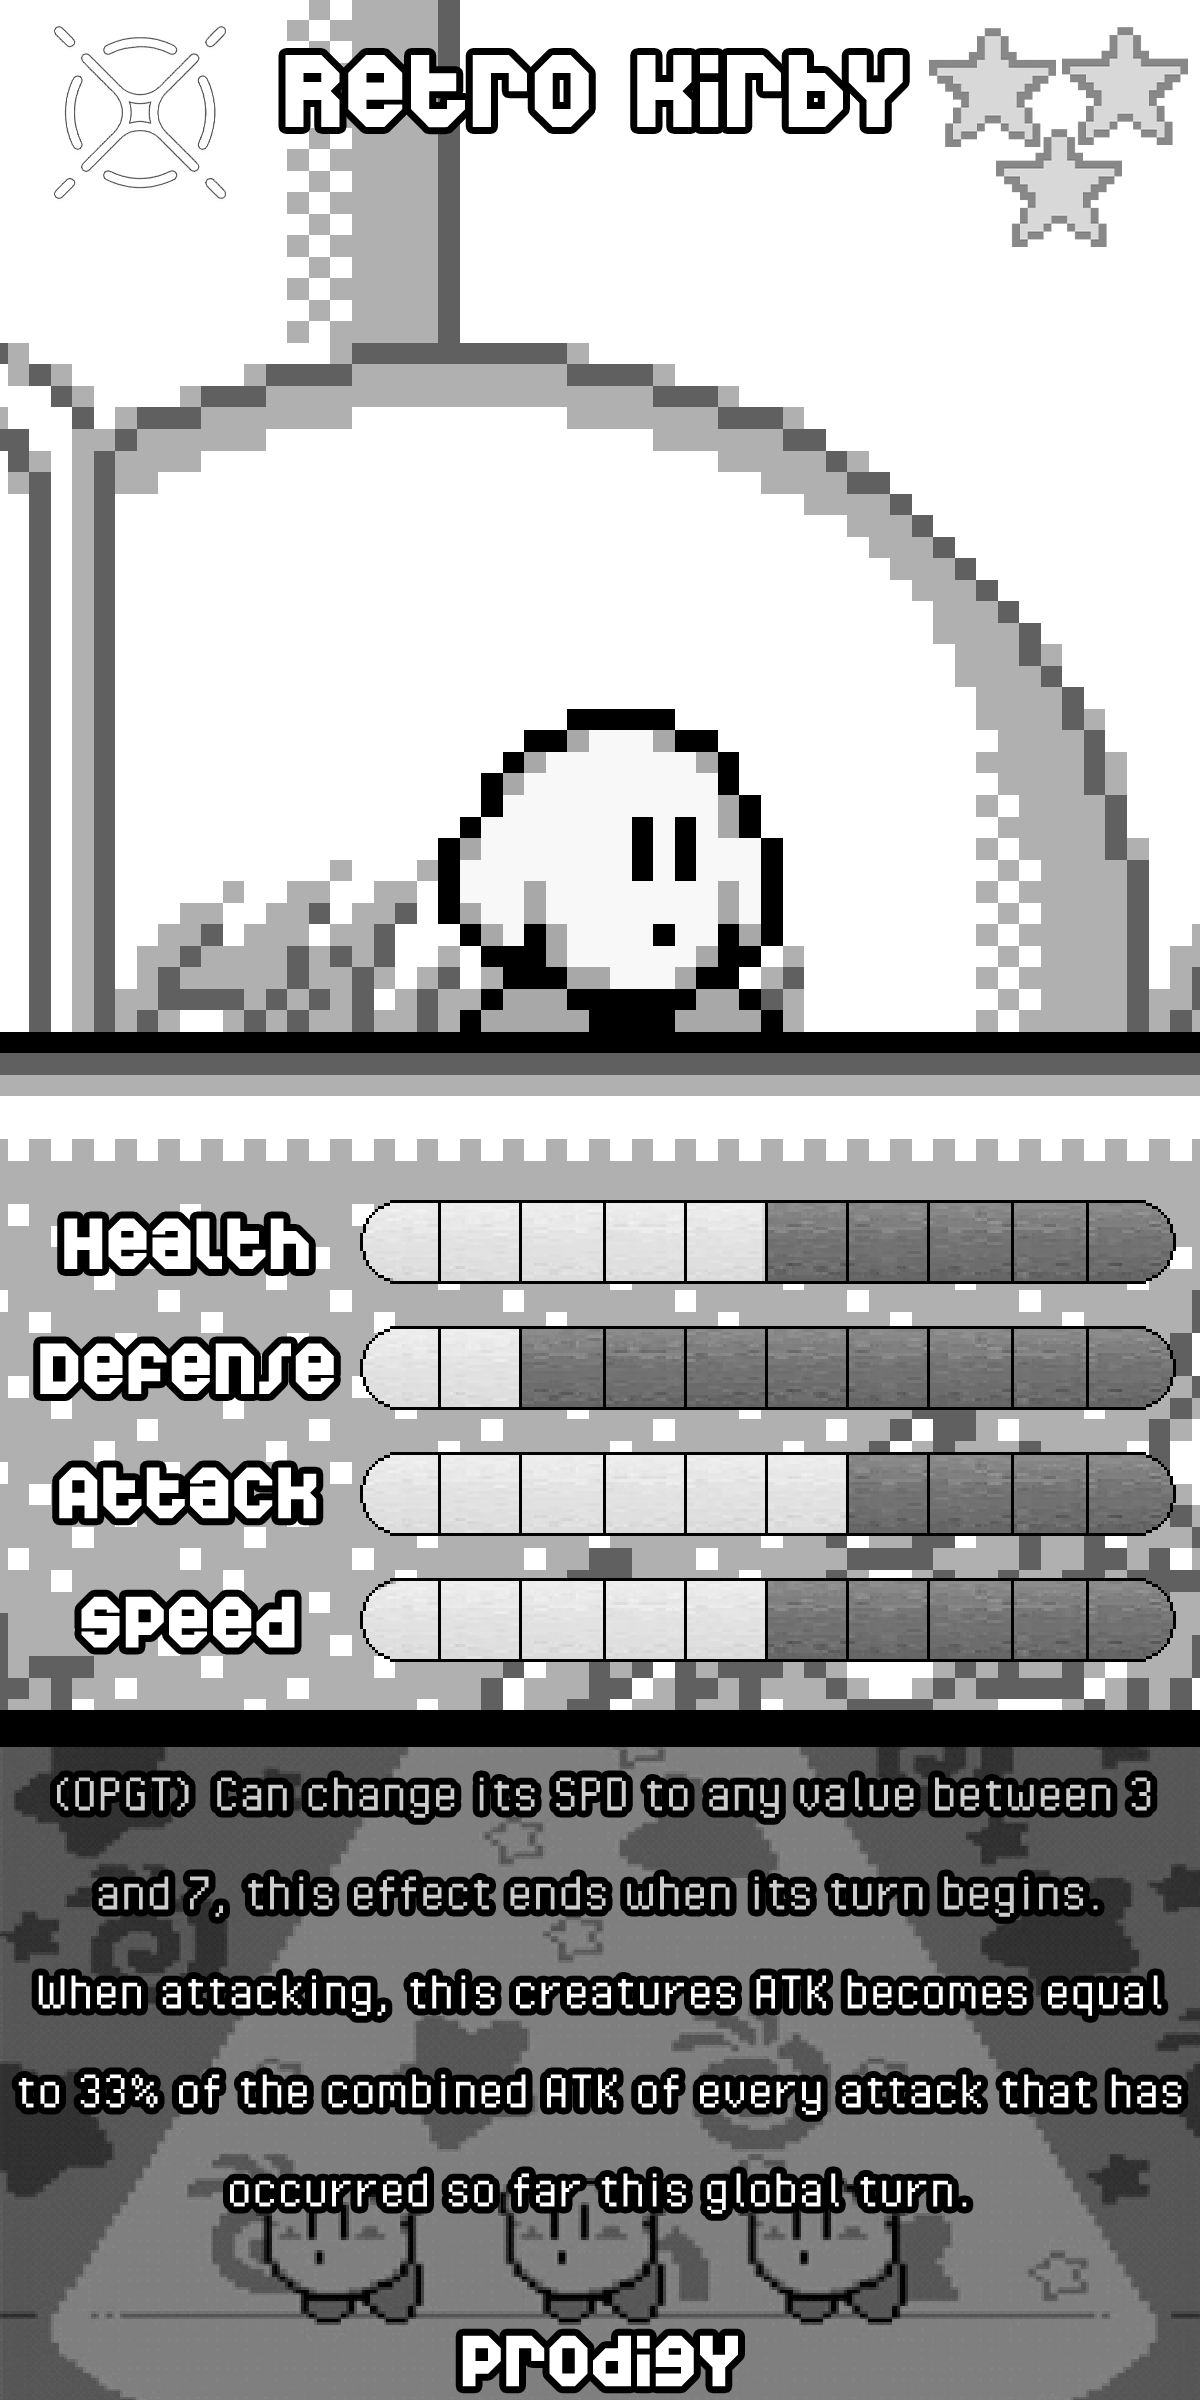 Retro Kirby
Health
Defense
Attack
Speed
(OPGT) Can change its SPD to any value between 3
and 7, this effect ends when its turn begins.
When attacking, this creatures ATK becomes equal
to 33% of the combined ATK of every attack that has
occurred so far this global turn.
Prodigy